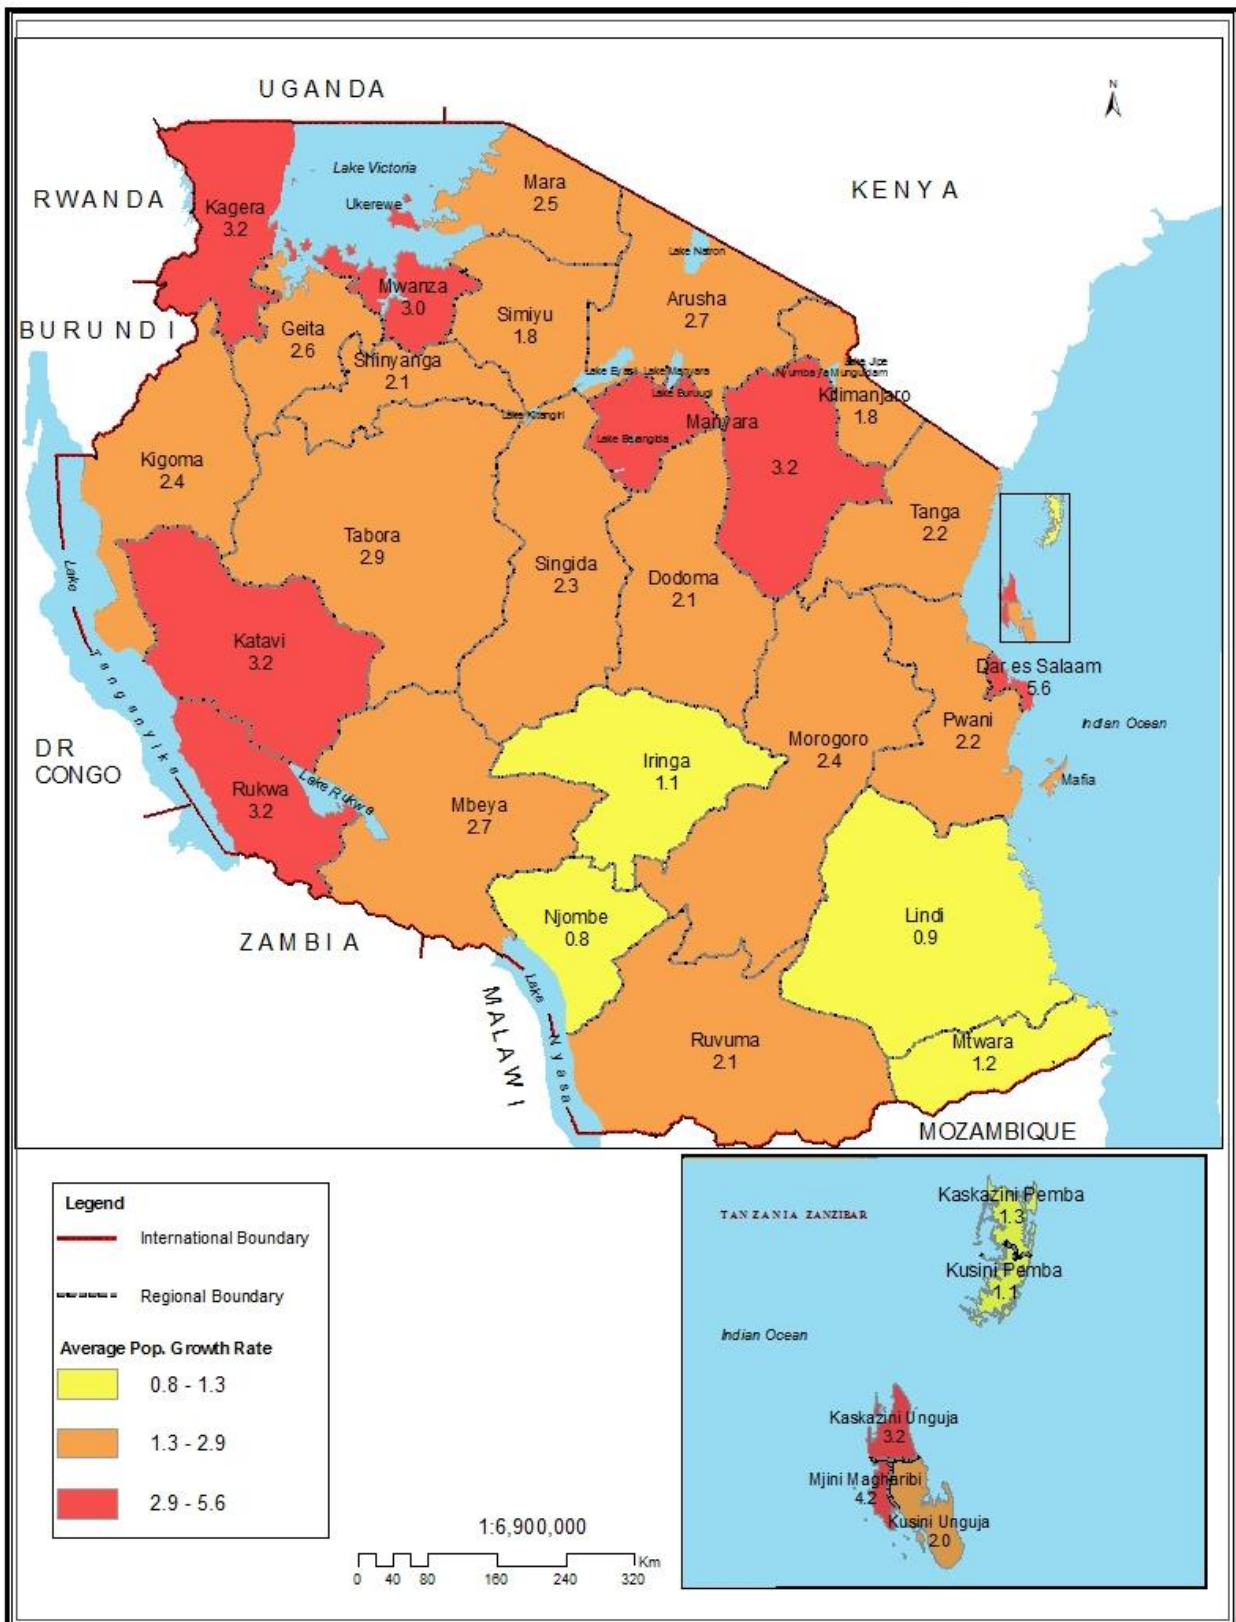 N
UGANDA
Lake Victoria
RWANDA
Ukerewe
Mara
2.5
KENYA
Kagera
3.2
Lake Natron
Mwanza
3.0
Arusha
2.7
BURUNDI
Geita
2.6
Simiyu
1.8
Shinyanga
2.1
Lake Eyasi
Lake Manyara
Lake Burungi
Lake Jipe
Nyumba ya Mungu dam
Kilimanjaro
1.8
Lake Kitangiri
Manyara
3.2
Kigoma
2.4
Tabora
2.9
Singida
2.3
Dodoma
2.1
Tanga
2.2
Lake Tanganyika
Katavi
3.2
Dar es Salaam
5.6
Indian Ocean
Pwani
2.2
Mafia
DR
CONGO
Rukwa
3.2
Lake Rukwa
Mbeya
2.7
Iringa
1.1
Morogoro
2.4
ZAMBIA
Njombe
0.8
Lindi
0.9
MALAWI
Lake Nyasa
Ruvuma
2.1
Mtwara
1.2
MOZAMBIQUE
Legend
International Boundary
Regional Boundary
Average Pop. Growth Rate
0.8 - 1.3
1.3 - 2.9
2.9 - 5.6
1:6,900,000
Km
0 40 80 160 240 320
TANZANIA ZANZIBAR
Kaskazini Pemba
1.3
Kusini Pemba
1.1
Indian Ocean
Kaskazini Unguja
3.2
Mjini Magharibi
4.2
Kusini Unguja
2.0